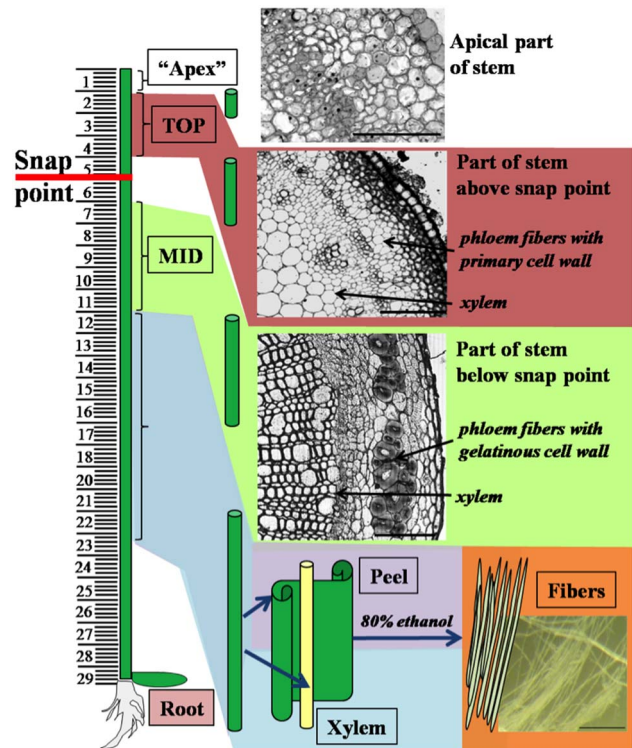 “Apex”
TOP
Snap
point
MID
1
2
3
4
5
6
7
8
9
10
11
12
13
14
15
16
17
18
19
20
21
22
23
24
25
26
27
28
29
Root
Apical part
of stem
Part of stem
above snap point
phloem fibers with
primary cell wall
xylem
Part of stem
below snap point
phloem fibers with
gelatinous cell wall
xylem
Peel
80% ethanol
Fibers
Xylem